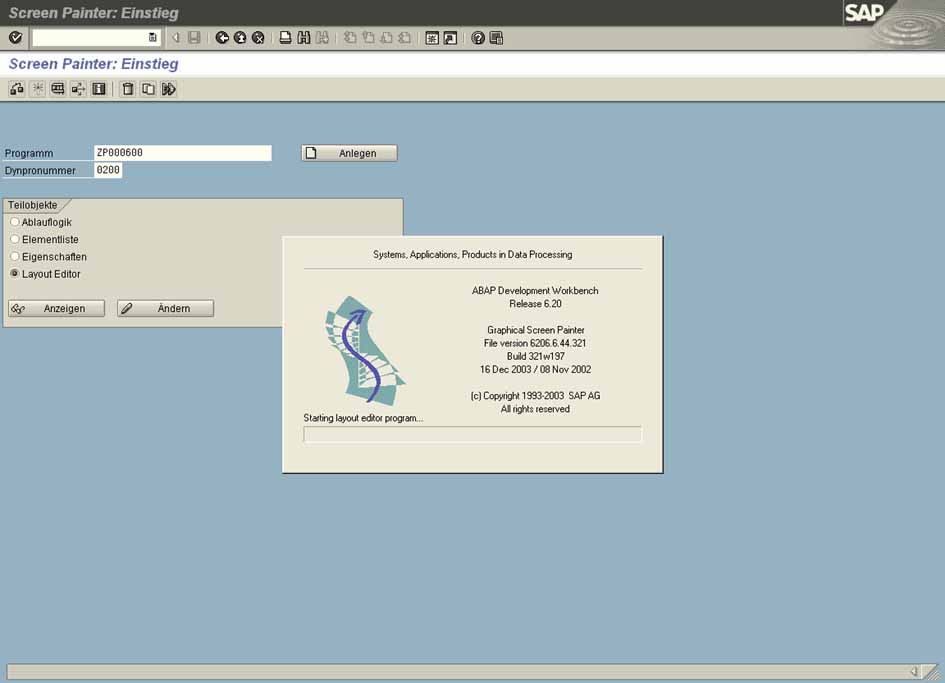 Screen Painter: Einstieg
SAP
Screen Painter: Einstieg
Programm ZP000600 Anlegen
Dynpronummer 0200
Teilobjekte
Ablauflogik
Elementliste
Eigenschaften
Layout Editor
Anzeigen Ändern
Systems, Applications, Products in Data Processing
ABAP Development Workbench
Release 6.20
Graphical Screen Painter
File version 6206.6.44.321
Build 321w197
16 Dec 2003 / 08 Nov 2002
(c) Copyright 1993-2003 SAP AG
All rights reserved
Starting layout editor program...